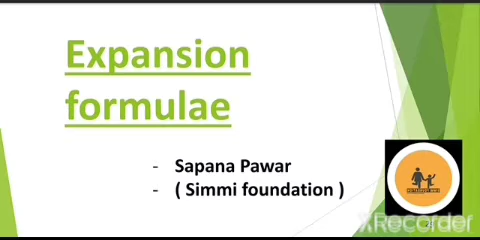 Expansion
formulae
- Sapana Pawar
- ( Simmi foundation )
XRecorder